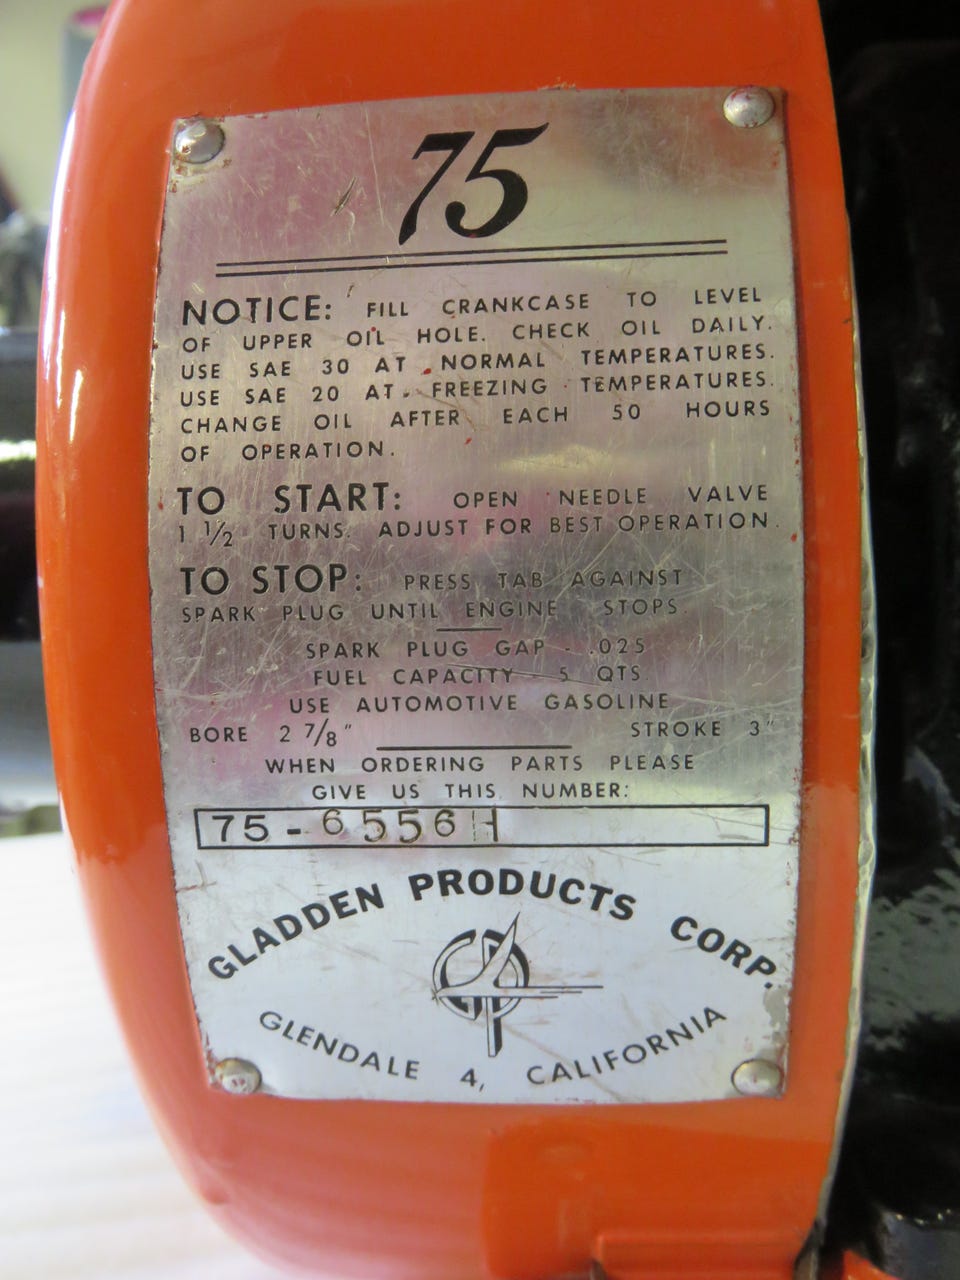 75
NOTICE: FILL CRANKCASE TO LEVEL
OF UPPER OIL HOLE. CHECK OIL DAILY.
USE SAE 30 AT NORMAL TEMPERATURES.
USE SAE 20 AT FREEZING TEMPERATURES.
CHANGE OIL AFTER EACH 50 HOURS
OF OPERATION.
TO START: OPEN NEEDLE VALVE
1 1/2 TURNS. ADJUST FOR BEST OPERATION.
TO STOP: PRESS TAB AGAINST
SPARK PLUG UNTIL ENGINE STOPS.
SPARK PLUG GAP - .025
FUEL CAPACITY - 5 QTS.
USE AUTOMOTIVE GASOLINE
BORE 2 7/8" STROKE 3"
WHEN ORDERING PARTS PLEASE
GIVE US THIS NUMBER:
75-6556H
GLADDEN PRODUCTS CORP.
GP
GLENDALE 4, CALIFORNIA